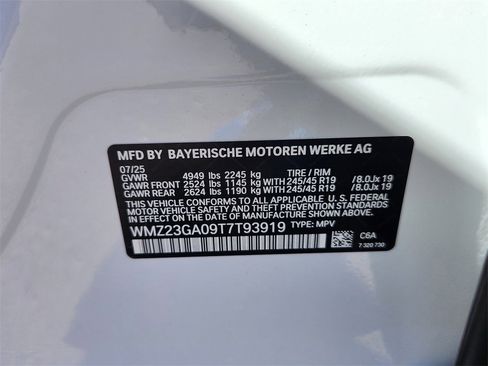 MFD BY BAYERISCHE MOTOREN WERKE AG
07/25
GVWR 4949 lbs 2245 kg TIRE / RIM
GAWR FRONT 2524 lbs 1145 kg WITH 245/45 R19 /8.0Jx 19
GAWR REAR 2624 lbs 1190 kg WITH 245/45 R19 /8.0Jx 19
THIS VEHICLE CONFORMS TO ALL APPLICABLE U.S. FEDERAL
MOTOR VEHICLE SAFETY STANDARDS
IN EFFECT ON THE DATE OF MANUFACTURE SHOWN ABOVE.
WMZ23GA09T7T93919 TYPE: MPV
C6A
7 320 730